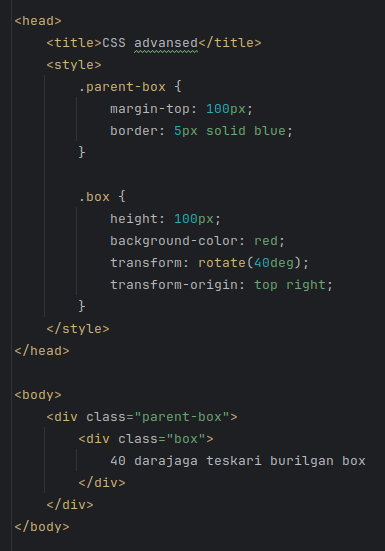 <head>
    <title>CSS advansed</title>
    <style>
        .parent-box {
            margin-top: 100px;
            border: 5px solid blue;
        }

        .box {
            height: 100px;
            background-color: red;
            transform: rotate(40deg);
            transform-origin: top right;
        }
    </style>
</head>

<body>
    <div class="parent-box">
        <div class="box">
            40 darajaga teskari burilgan box
        </div>
    </div>
</body>